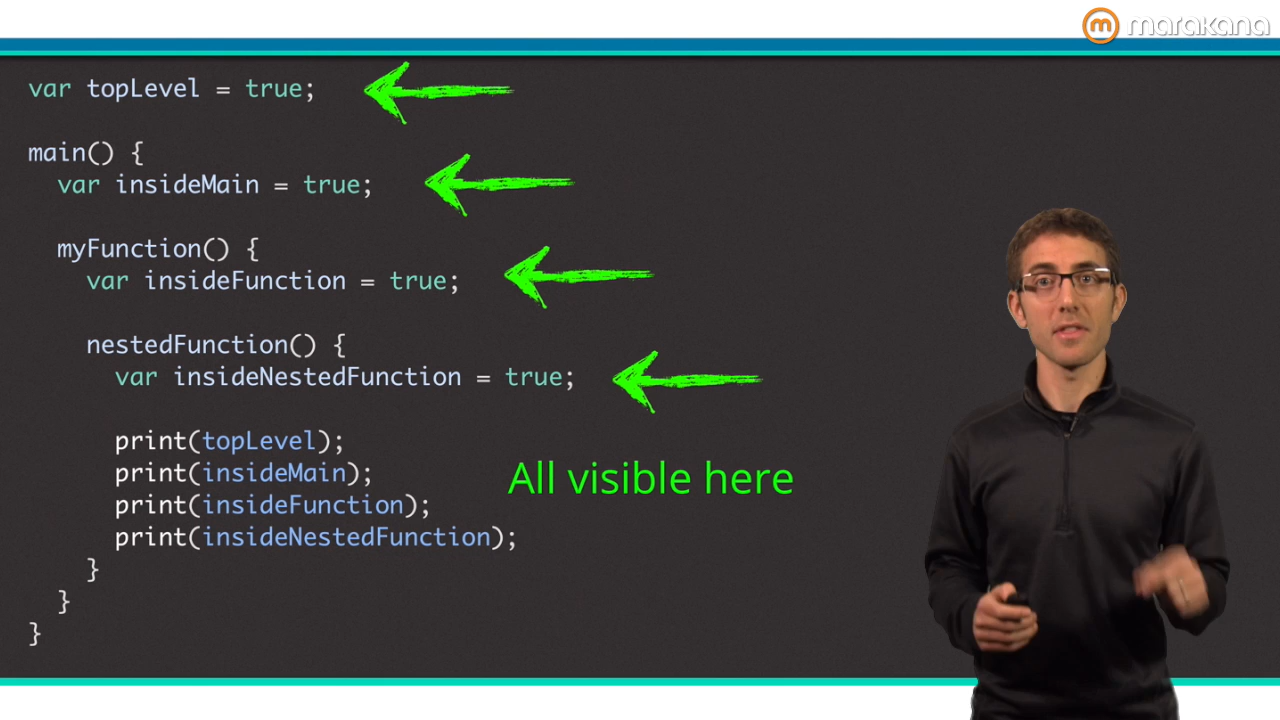 marakana
var topLevel = true;
main() {
var insideMain = true;
myFunction() {
var insideFunction = true;
nestedFunction() {
var insideNestedFunction = true;
print(topLevel);
print(insideMain);
All visible here
print(insideFunction);
print(insideNestedFunction);
}
}
}